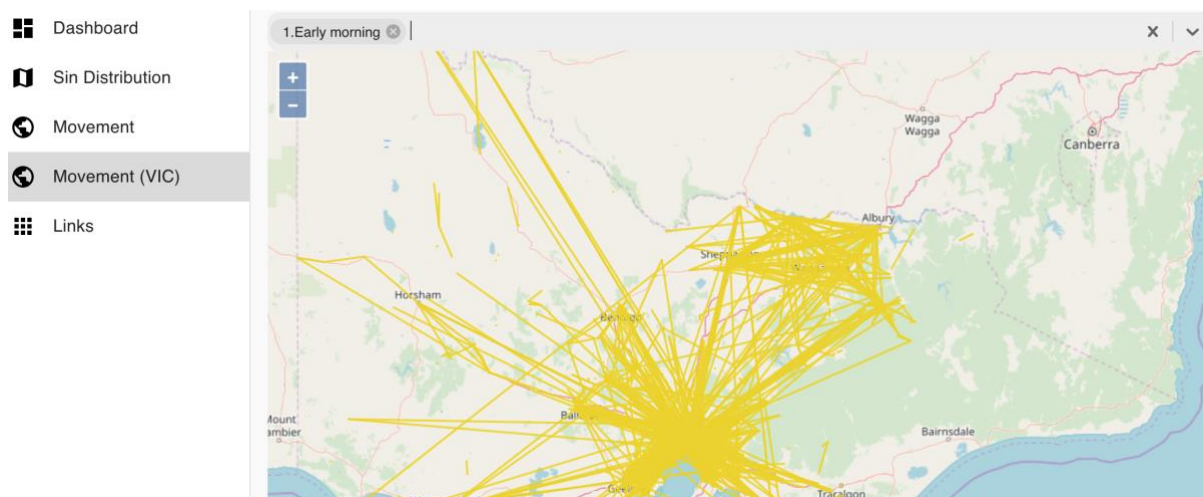 Dashboard
Sin Distribution
Movement
Movement (VIC)
Links
1.Early morning
+
−
Wagga
Wagga
Canberra
Albury
Horsham
Mount
ambier
Bairnsdale
Traralgon